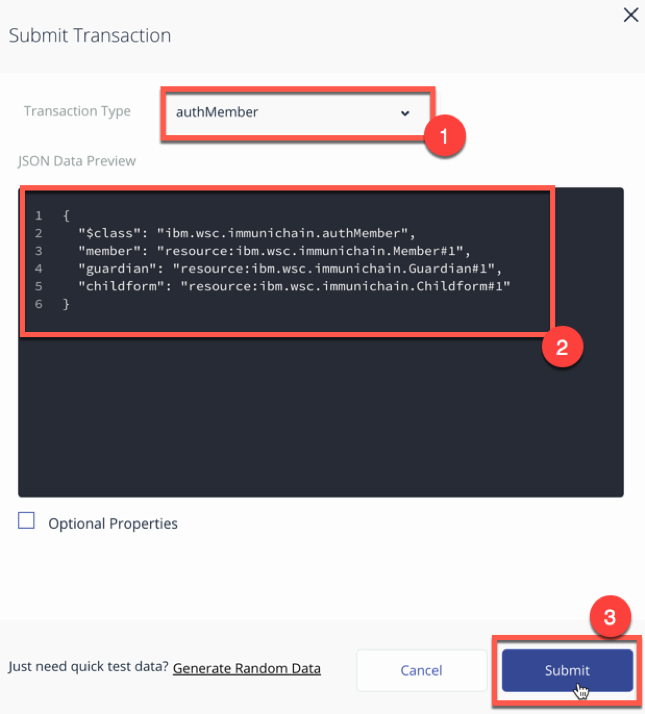 Submit Transaction
Transaction Type
authMember
1
JSON Data Preview
1 {
2 "$class": "ibm.wsc.immunichain.authMember",
3 "member": "resource:ibm.wsc.immunichain.Member#1",
4 "guardian": "resource:ibm.wsc.immunichain.Guardian#1",
5 "childform": "resource:ibm.wsc.immunichain.Childform#1"
6 }
2
Optional Properties
3
Just need quick test data? Generate Random Data
Cancel
Submit